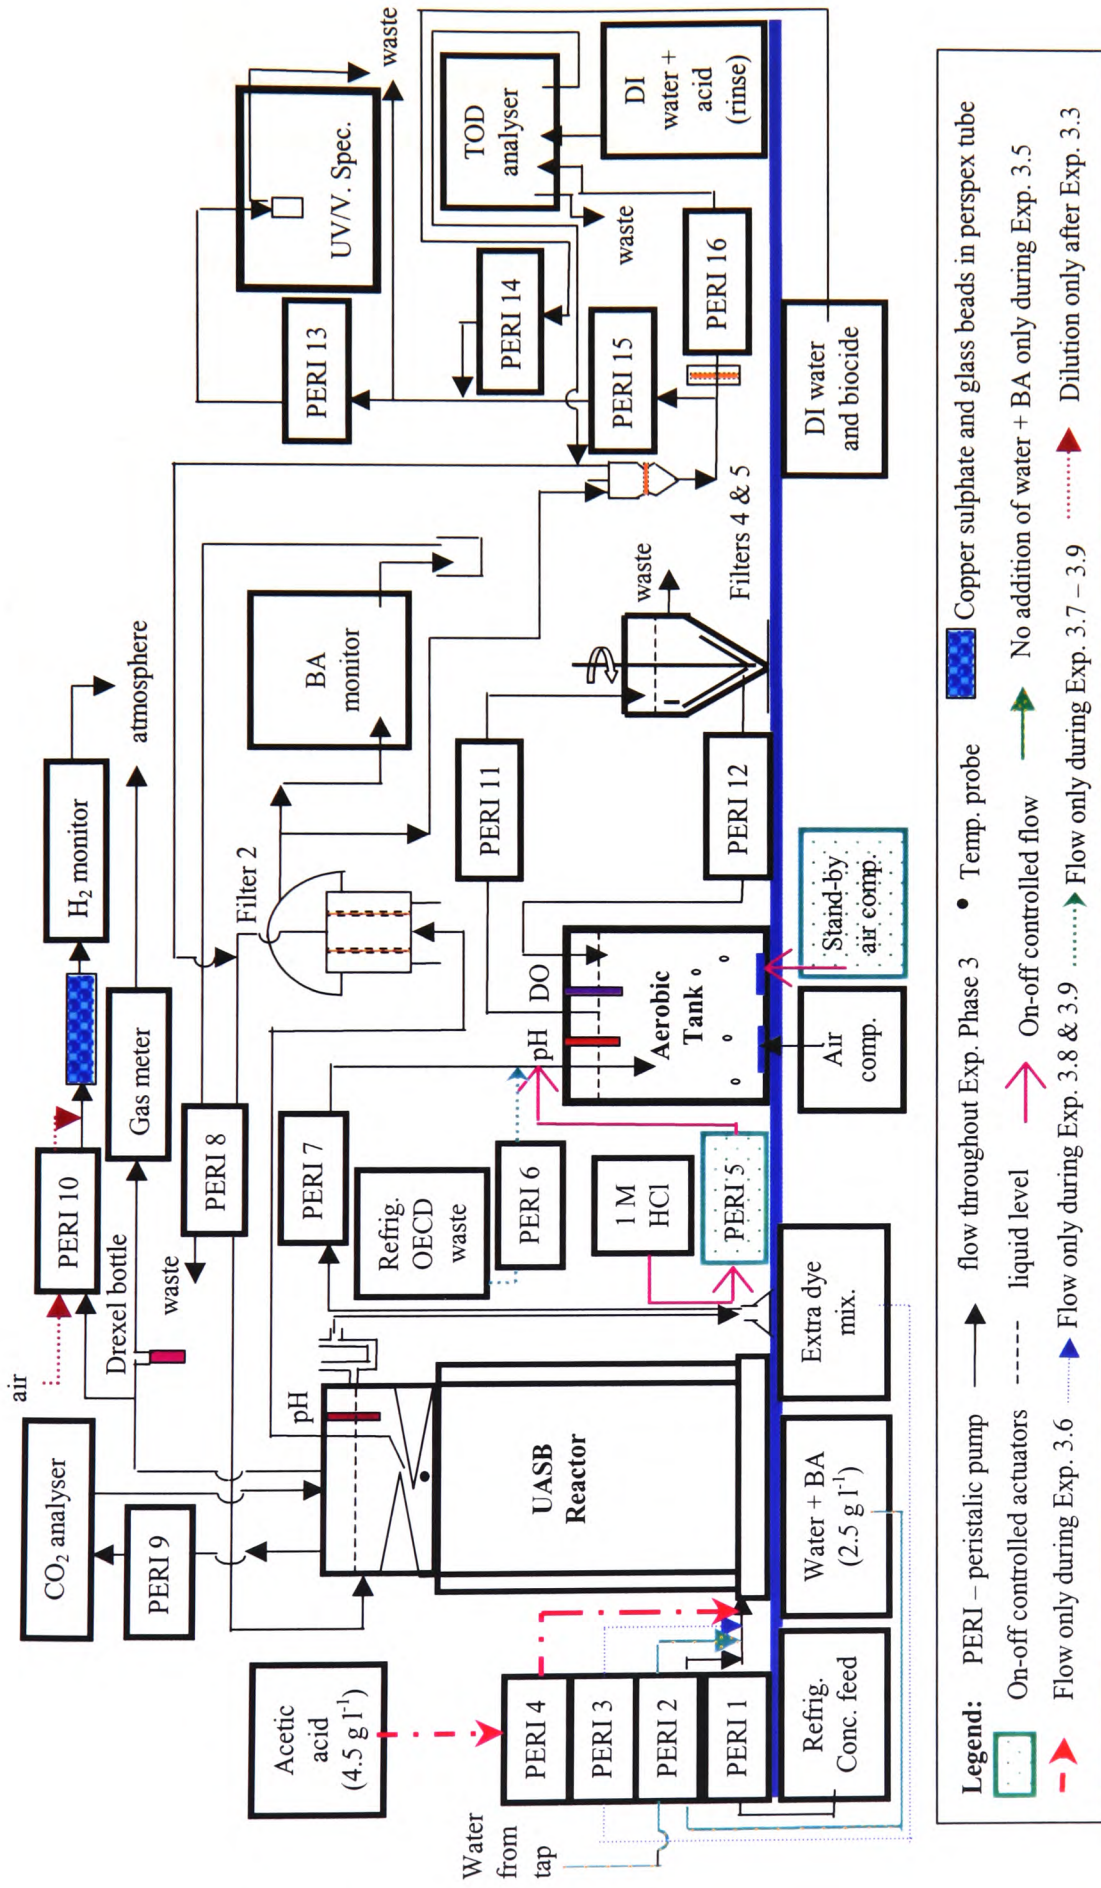 air
CO₂ analyser
PERI 9
PERI 10
H₂ monitor
Drexel bottle
Gas meter
atmosphere
waste
PERI 8
Filter 2
BA
monitor
UV/V. Spec.
waste
PERI 13
Acetic
acid
(4.5 g l⁻¹)
pH
PERI 7
Refrig.
OECD
waste
PERI 6
PERI 11
PERI 14
TOD
analyser
waste
PERI 15
UASB
Reactor
1 M
HCl
PERI 5
pH
DO
Aerobic
Tank
PERI 12
waste
Filters 4 & 5
PERI 16
DI
water +
acid
(rinse)
Water
from
tap
PERI 4
PERI 3
PERI 2
PERI 1
Refrig.
Conc. feed
Water + BA
(2.5 g l⁻¹)
Extra dye
mix.
Air
comp.
Stand-by
air comp.
DI water
and biocide
Legend: PERI – peristalic pump flow throughout Exp. Phase 3 Temp. probe Copper sulphate and glass beads in perspex tube
On-off controlled actuators liquid level On-off controlled flow No addition of water + BA only during Exp. 3.5
Flow only during Exp. 3.6 Flow only during Exp. 3.8 & 3.9 Flow only during Exp. 3.7 – 3.9 Dilution only after Exp. 3.3